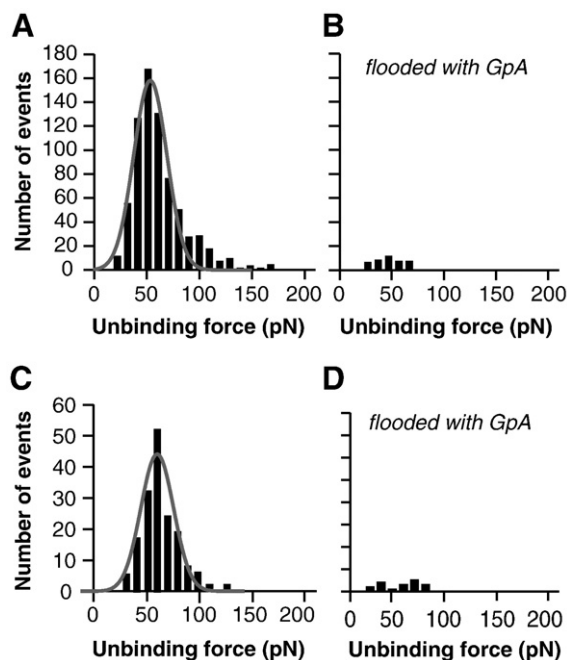 A
B
180
160
140
120
100
80
60
40
20
0
Number of events
0 50 100 150 200
Unbinding force (pN)
flooded with GpA
0 50 100 150 200
Unbinding force (pN)
C
D
60
50
40
30
20
10
0
Number of events
0 50 100 150 200
Unbinding force (pN)
flooded with GpA
0 50 100 150 200
Unbinding force (pN)